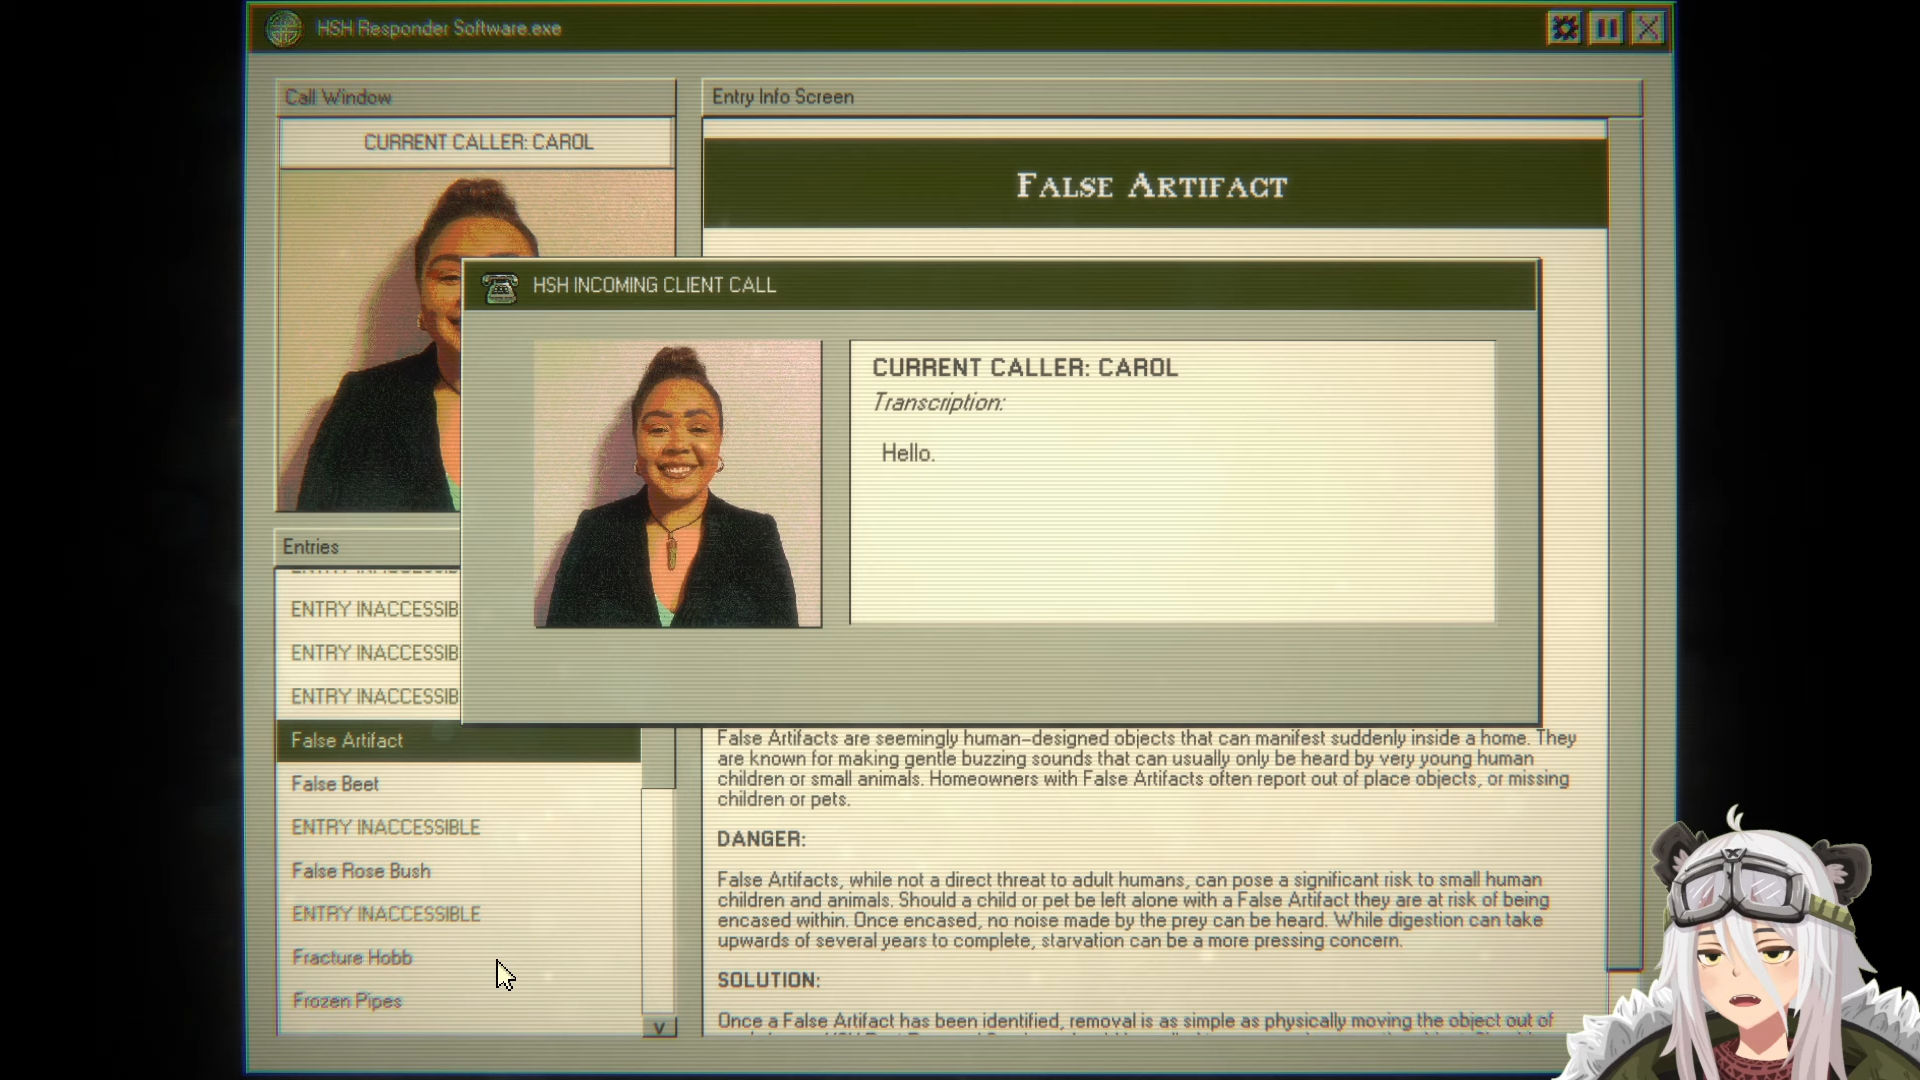 HSH Responder Software.exe
Call Window
CURRENT CALLER: CAROL
Entry Info Screen
FALSE ARTIFACT
HSH INCOMING CLIENT CALL
CURRENT CALLER: CAROL
Transcription:
Hello.
Entries
ENTRY INACCESSIB
ENTRY INACCESSIB
ENTRY INACCESSIB
False Artifact
False Beet
ENTRY INACCESSIBLE
False Rose Bush
ENTRY INACCESSIBLE
Fracture Hobb
Frozen Pipes
False Artifacts are seemingly human-designed objects that can manifest suddenly inside a home. They
are known for making gentle buzzing sounds that can usually only be heard by very young human
children or small animals. Homeowners with False Artifacts often report out of place objects, or missing
children or pets.
DANGER:
False Artifacts, while not a direct threat to adult humans, can pose a significant risk to small human
children and animals. Should a child or pet be left alone with a False Artifact they are at risk of being
encased within. Once encased, no noise made by the prey can be heard. While digestion can take
upwards of several years to complete, starvation can be a more pressing concern.
SOLUTION:
Once a False Artifact has been identified, removal is as simple as physically moving the object out of